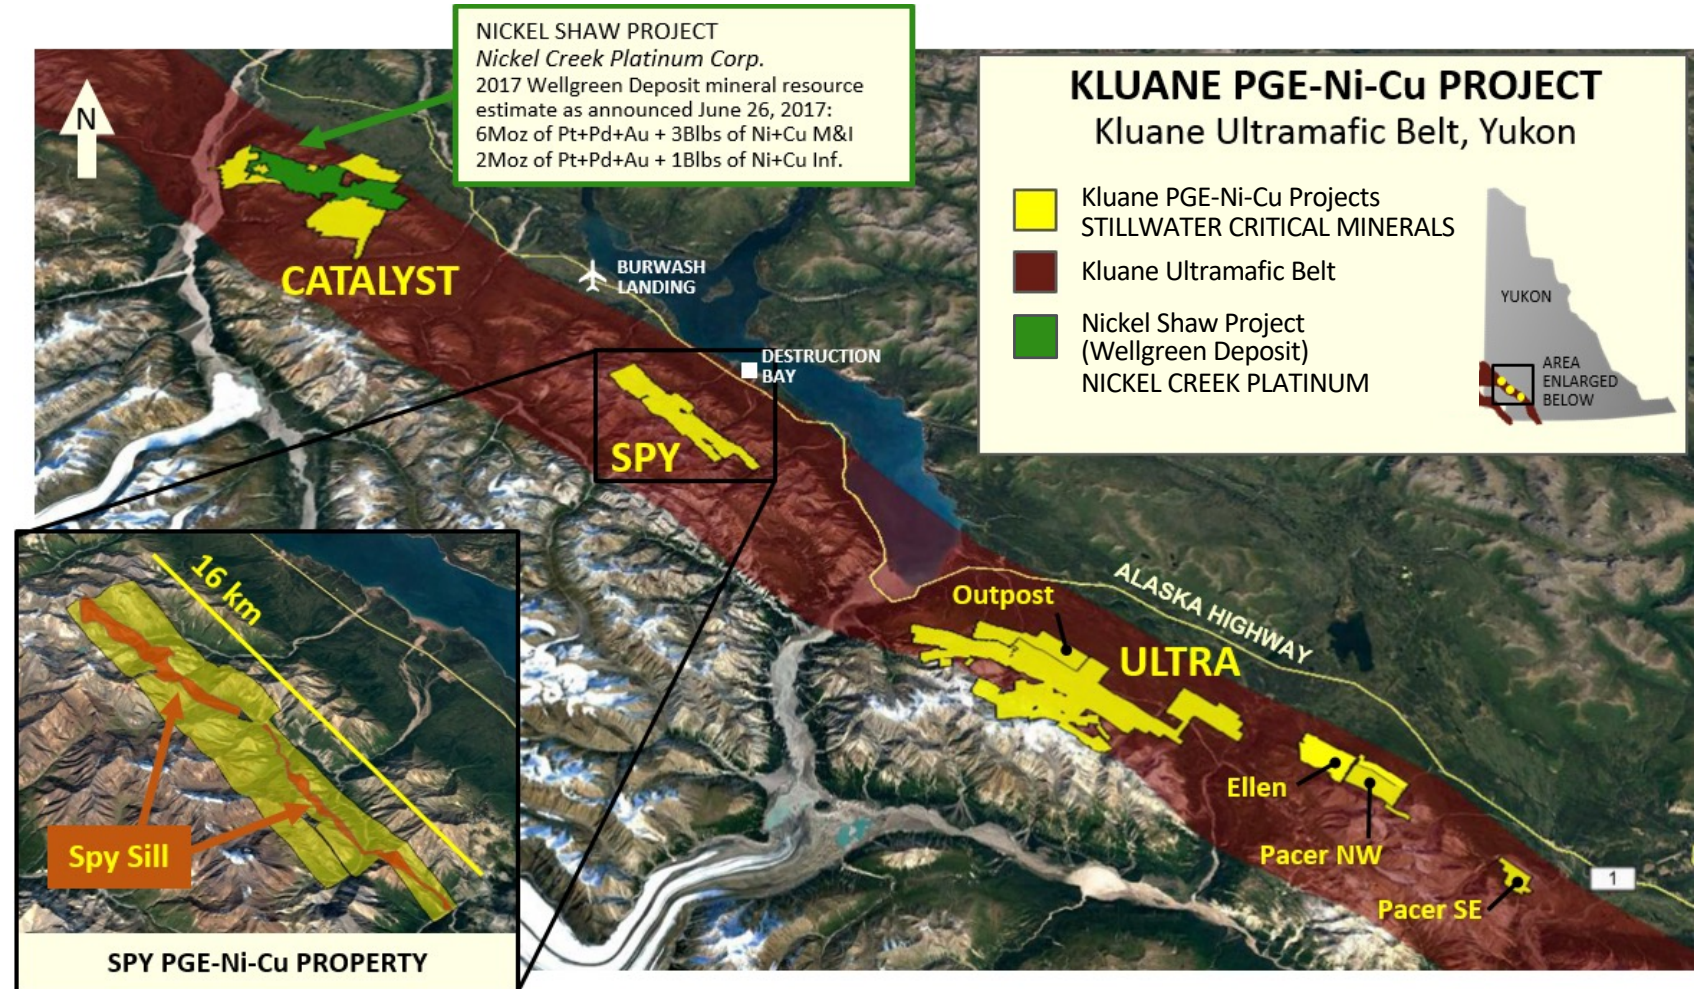 NICKEL SHAW PROJECT
Nickel Creek Platinum Corp.
2017 Wellgreen Deposit mineral resource
estimate as announced June 26, 2017:
6Moz of Pt+Pd+Au + 3Blbs of Ni+Cu M&I
2Moz of Pt+Pd+Au + 1Blbs of Ni+Cu Inf.
KLUANE PGE-Ni-Cu PROJECT
Kluane Ultramafic Belt, Yukon
Kluane PGE-Ni-Cu Projects
STILLWATER CRITICAL MINERALS
Kluane Ultramafic Belt
Nickel Shaw Project
(Wellgreen Deposit)
NICKEL CREEK PLATINUM
YUKON
AREA
ENLARGED
BELOW
N
CATALYST
BURWASH
LANDING
DESTRUCTION
BAY
SPY
16 km
Spy Sill
SPY PGE-Ni-Cu PROPERTY
Outpost
ULTRA
ALASKA HIGHWAY
Ellen
Pacer NW
Pacer SE
1